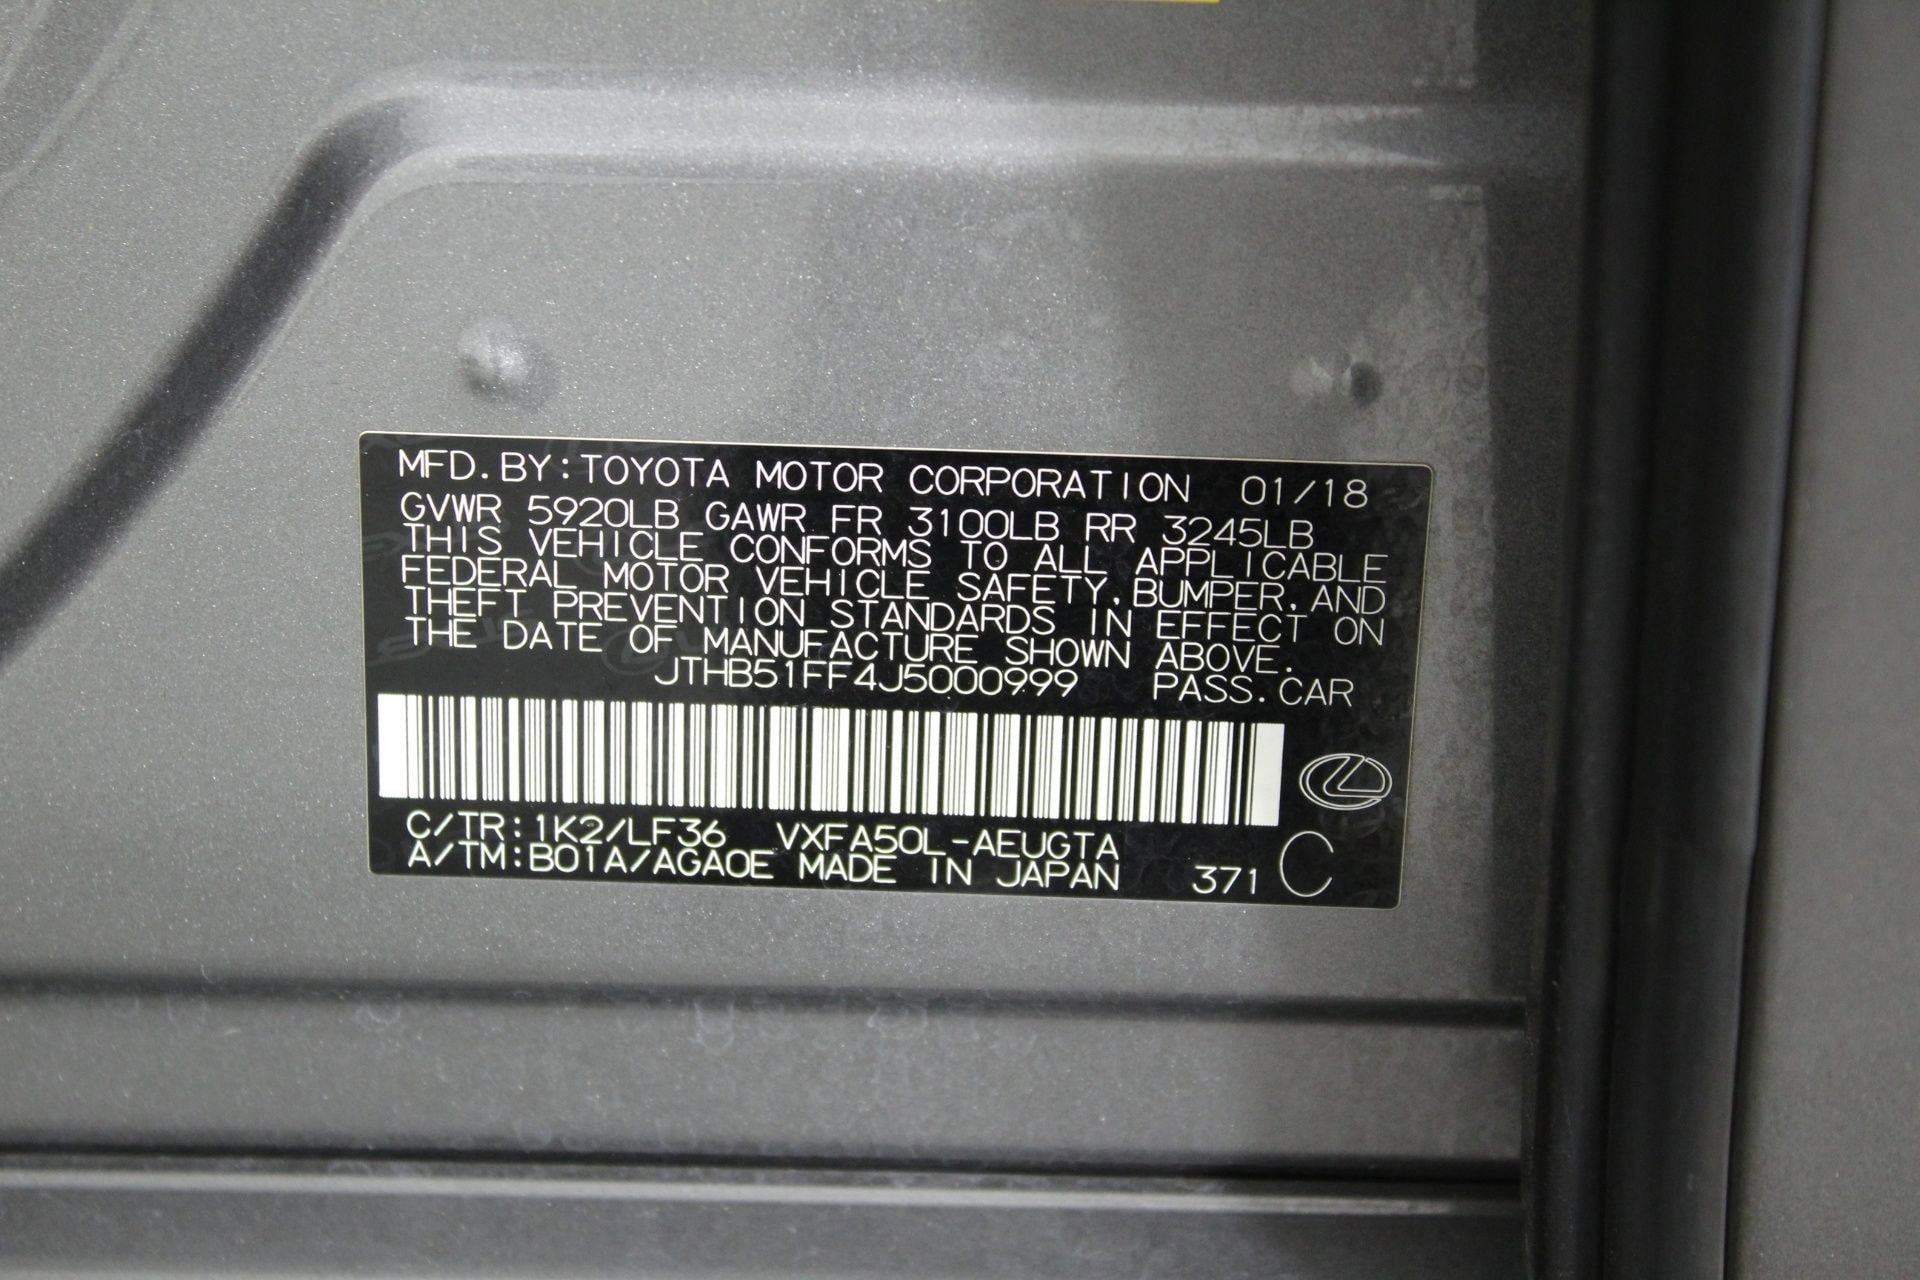 MFD.BY:TOYOTA MOTOR CORPORATION 01/18
GVWR 5920LB GAWR FR 3100LB RR 3245LB
THIS VEHICLE CONFORMS TO ALL APPLICABLE
FEDERAL MOTOR VEHICLE SAFETY,BUMPER,AND
THEFT PREVENTION STANDARDS IN EFFECT ON
THE DATE OF MANUFACTURE SHOWN ABOVE.
JTHB51FF4J5000999 PASS.CAR
C/TR:1K2/LF36 VXFA50L-AEUGTA
A/TM:B01A/AGA0E MADE IN JAPAN 371 C